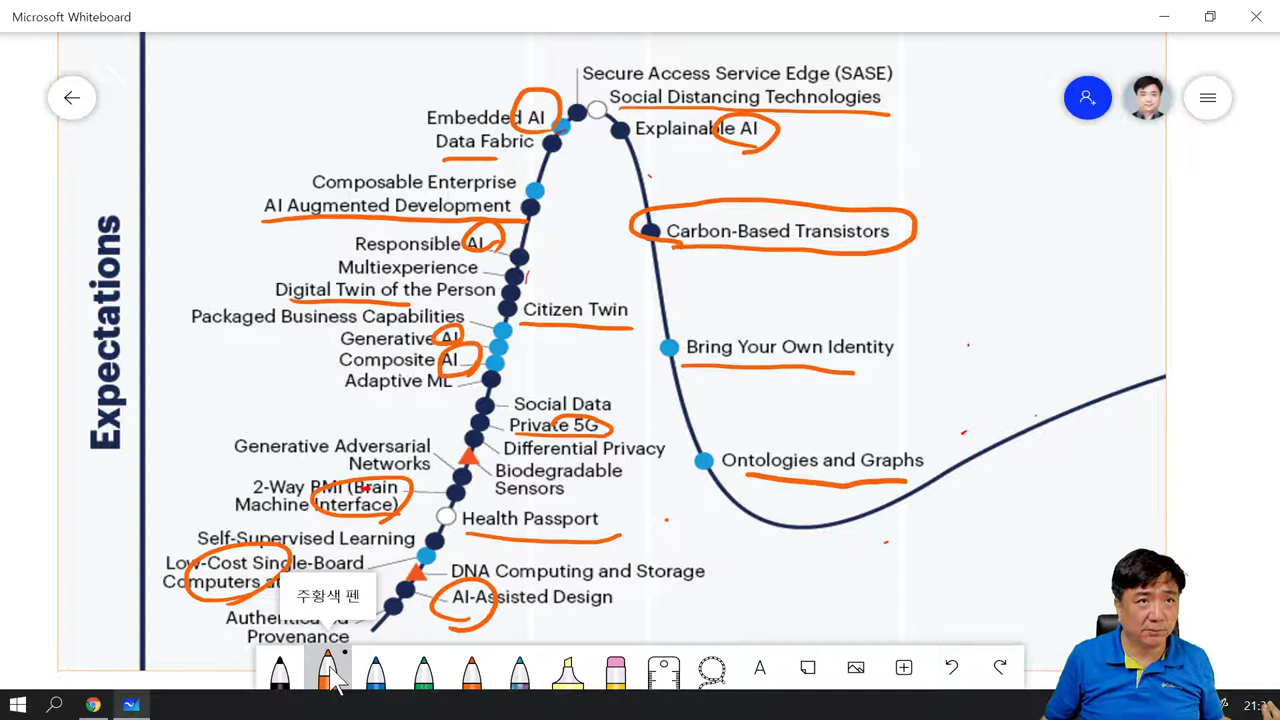 Microsoft Whiteboard
Secure Access Service Edge (SASE)
Social Distancing Technologies
Embedded AI
Explainable AI
Data Fabric
Composable Enterprise
AI Augmented Development
Carbon-Based Transistors
Responsible AI
Multiexperience
Digital Twin of the Person
Citizen Twin
Packaged Business Capabilities
Generative AI
Bring Your Own Identity
Composite AI
Adaptive ML
Social Data
Private 5G
Generative Adversarial
Networks
Differential Privacy
Ontologies and Graphs
Biodegradable
Sensors
2-Way BMI (Brain
Machine Interface)
Health Passport
Self-Supervised Learning
Low-Cost Single-Board
Computers
DNA Computing and Storage
AI-Assisted Design
주황색 펜
Provenance
Expectations
A